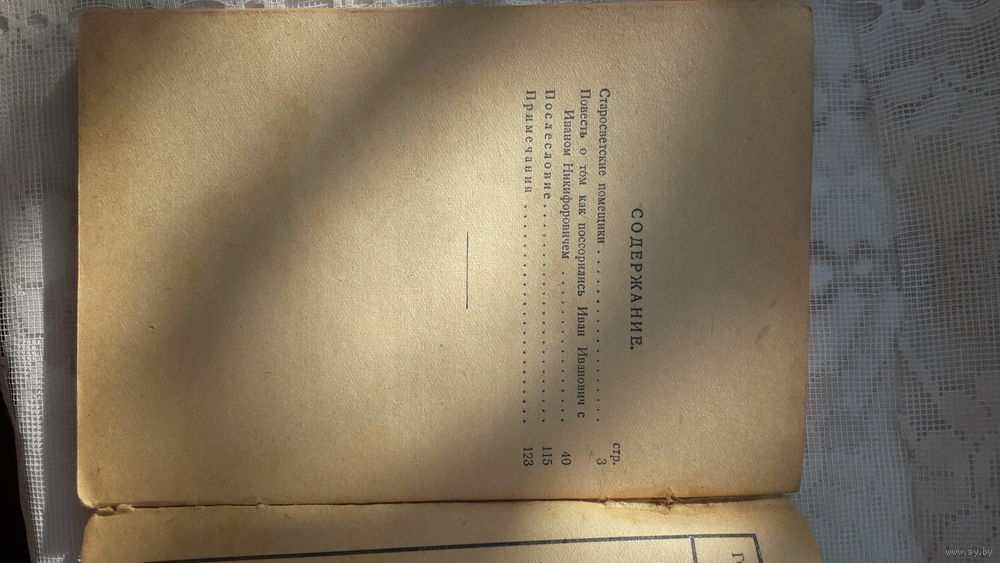 СОДЕРЖАНИЕ.
стр.
Старосветские помещики . . . . . . . . . . . . . . . . . 3
Повесть о том как поссорились Иван Иванович с
Иваном Никифоровичем . . . . . . . . . . . . . . . 40
Послесловие . . . . . . . . . . . . . . . . . . . . . 115
Примечания . . . . . . . . . . . . . . . . . . . . . 123
www.ay.by